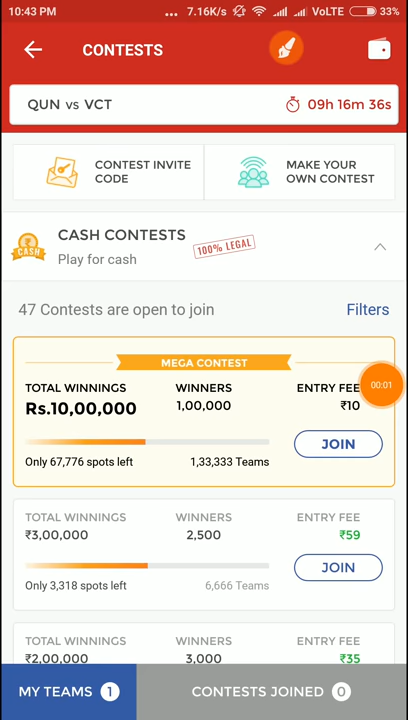 10:43 PM ... 7.16K/s VoLTE 33%
CONTESTS
QUN vs VCT 09h 16m 36s
CONTEST INVITE CODE
MAKE YOUR OWN CONTEST
CASH
CASH CONTESTS
Play for cash
100% LEGAL
47 Contests are open to join Filters
MEGA CONTEST
TOTAL WINNINGS WINNERS ENTRY FEE
Rs.10,00,000 1,00,000 ₹10
00:01
JOIN
Only 67,776 spots left 1,33,333 Teams
TOTAL WINNINGS WINNERS ENTRY FEE
₹3,00,000 2,500 ₹59
JOIN
Only 3,318 spots left 6,666 Teams
TOTAL WINNINGS WINNERS ENTRY FEE
₹2,00,000 3,000 ₹35
MY TEAMS 1 CONTESTS JOINED 0